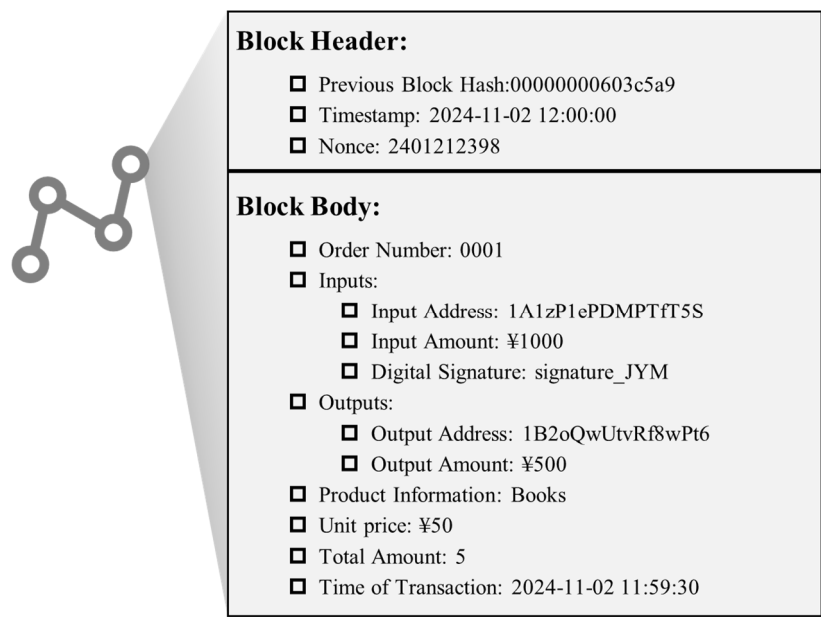 Block Header:
Previous Block Hash:00000000603c5a9
Timestamp: 2024-11-02 12:00:00
Nonce: 2401212398
Block Body:
Order Number: 0001
Inputs:
Input Address: 1A1zP1ePDMPTfT5S
Input Amount: ¥1000
Digital Signature: signature_JYM
Outputs:
Output Address: 1B2oQwUtvRf8wPt6
Output Amount: ¥500
Product Information: Books
Unit price: ¥50
Total Amount: 5
Time of Transaction: 2024-11-02 11:59:30